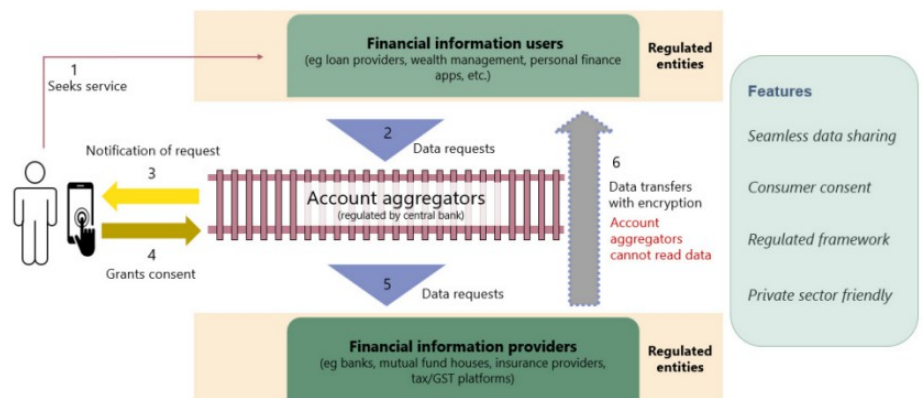 Financial information users
(eg loan providers, wealth management, personal finance
apps, etc.)
Regulated
entities
1
Seeks service
2
Data requests
Notification of request
3
Account aggregators
(regulated by central bank)
4
Grants consent
5
Data requests
6
Data transfers
with encryption
Account
aggregators
cannot read data
Financial information providers
(eg banks, mutual fund houses, insurance providers,
tax/GST platforms)
Regulated
entities
Features
Seamless data sharing
Consumer consent
Regulated framework
Private sector friendly